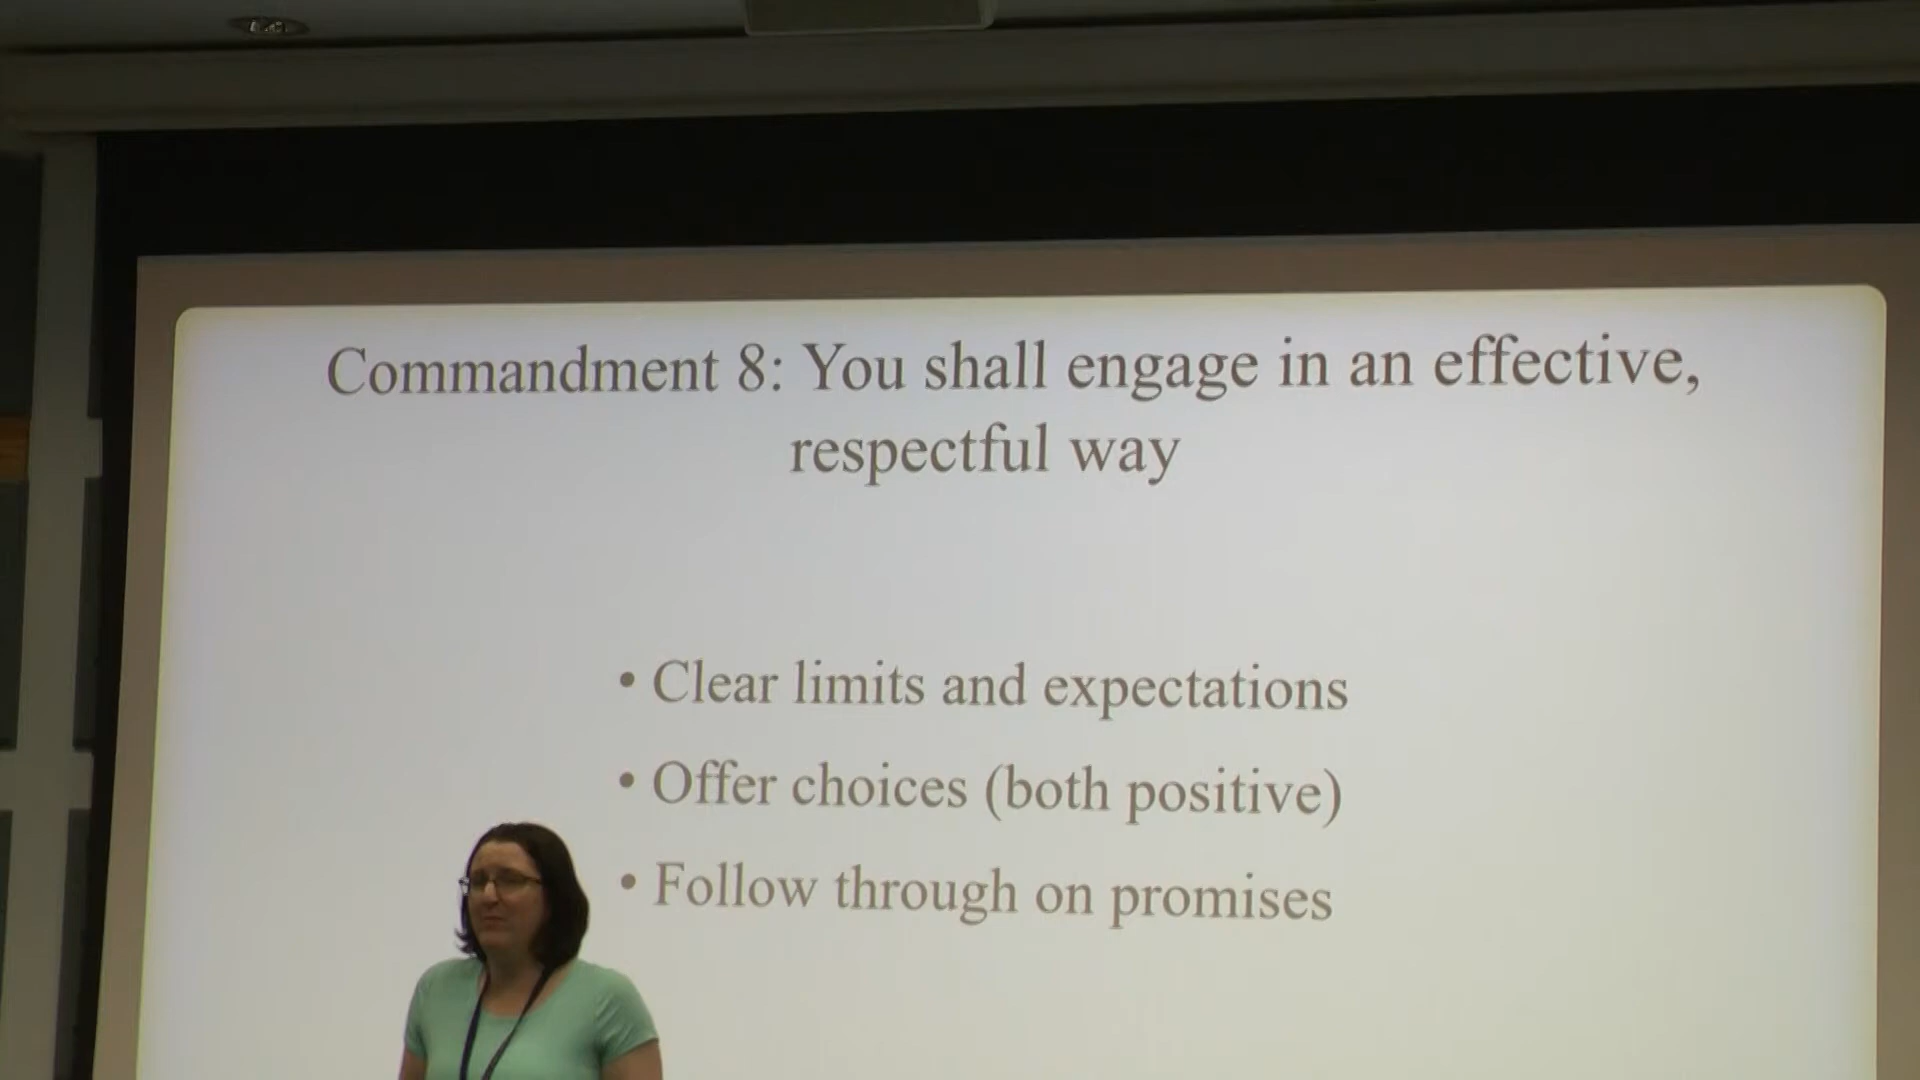 Commandment 8: You shall engage in an effective,
respectful way
• Clear limits and expectations
• Offer choices (both positive)
• Follow through on promises